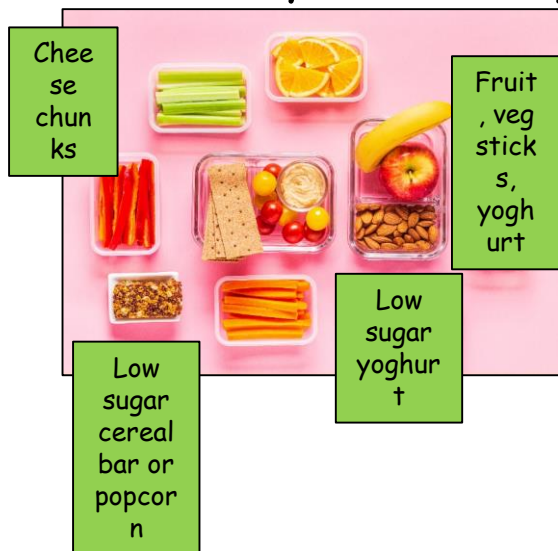 Chee
se
chun
ks
Fruit
, veg
stick
s,
yogh
urt
Low
sugar
yoghur
t
Low
sugar
cereal
bar or
popcor
n